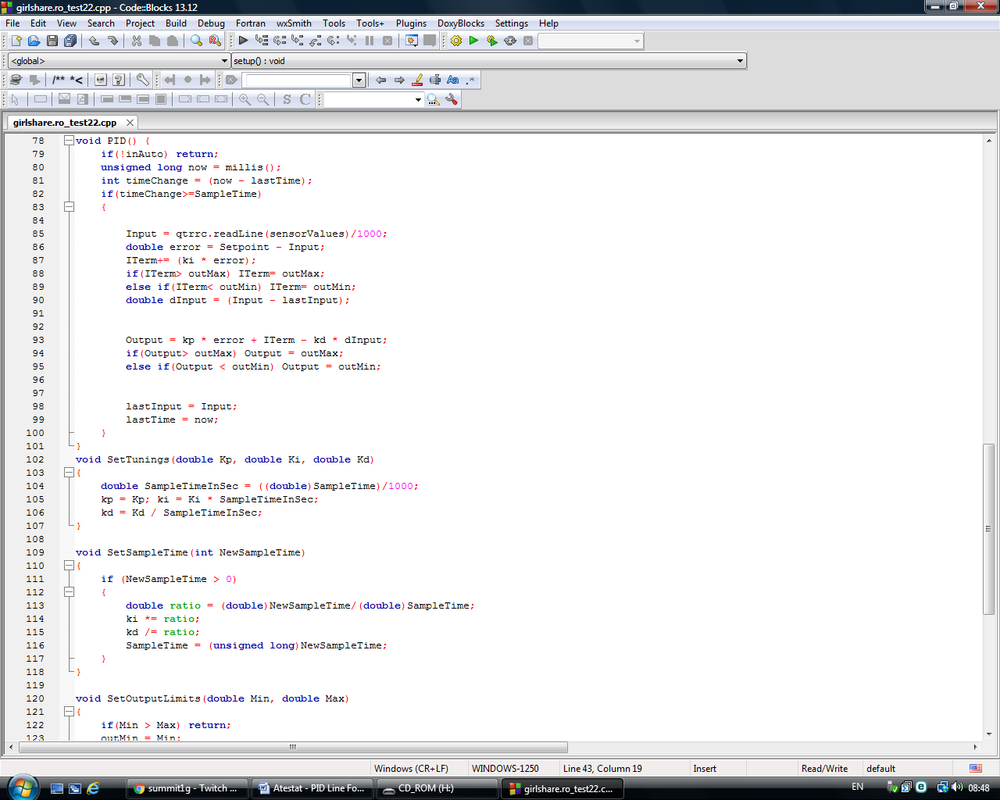 girlshare.ro_test22.cpp - Code::Blocks 13.12
File Edit View Search Project Build Debug Fortran wxSmith Tools Tools+ Plugins DoxyBlocks Settings Help
<global> setup() : void
/** *<
Aa .*
S C
girlshare.ro_test22.cpp
78 void PID() {
79 if(!inAuto) return;
80 unsigned long now = millis();
81 int timeChange = (now - lastTime);
82 if(timeChange>=SampleTime)
83 {
84
85 Input = qtrrc.readLine(sensorValues)/1000;
86 double error = Setpoint - Input;
87 ITerm+= (ki * error);
88 if(ITerm> outMax) ITerm= outMax;
89 else if(ITerm< outMin) ITerm= outMin;
90 double dInput = (Input - lastInput);
91
92
93 Output = kp * error + ITerm - kd * dInput;
94 if(Output> outMax) Output = outMax;
95 else if(Output < outMin) Output = outMin;
96
97
98 lastInput = Input;
99 lastTime = now;
100 }
101 }
102 void SetTunings(double Kp, double Ki, double Kd)
103 {
104 double SampleTimeInSec = ((double)SampleTime)/1000;
105 kp = Kp; ki = Ki * SampleTimeInSec;
106 kd = Kd / SampleTimeInSec;
107 }
108
109 void SetSampleTime(int NewSampleTime)
110 {
111 if (NewSampleTime > 0)
112 {
113 double ratio = (double)NewSampleTime/(double)SampleTime;
114 ki *= ratio;
115 kd /= ratio;
116 SampleTime = (unsigned long)NewSampleTime;
117 }
118 }
119
120 void SetOutputLimits(double Min, double Max)
121 {
122 if(Min > Max) return;
123 outMin = Min;
Windows (CR+LF) WINDOWS-1250 Line 43, Column 19 Insert Read/Write default
summit1g - Twitch ... Atestat - PID Line Fo... CD_ROM (H:) girlshare.ro_test22.c... EN 08:48